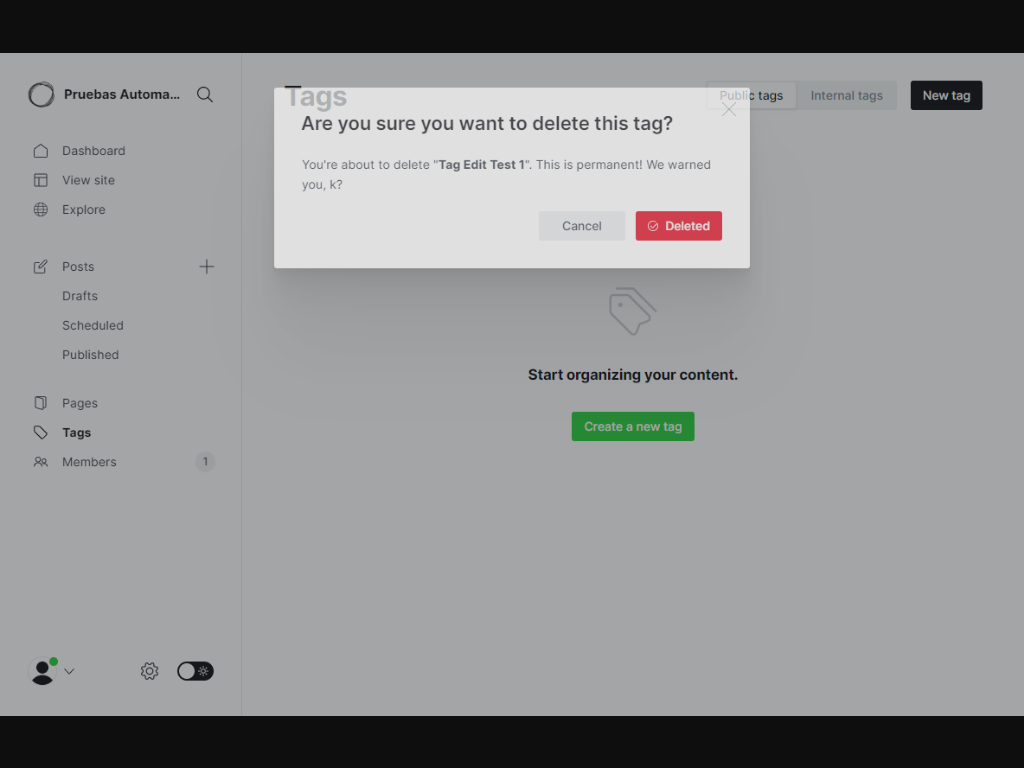 Pruebas Automa...
Dashboard
View site
Explore
Posts
Drafts
Scheduled
Published
Pages
Tags
Members
1
Tags
Public tags
Internal tags
New tag
Are you sure you want to delete this tag?
You're about to delete "Tag Edit Test 1". This is permanent! We warned
you, k?
Cancel
Deleted
Start organizing your content.
Create a new tag